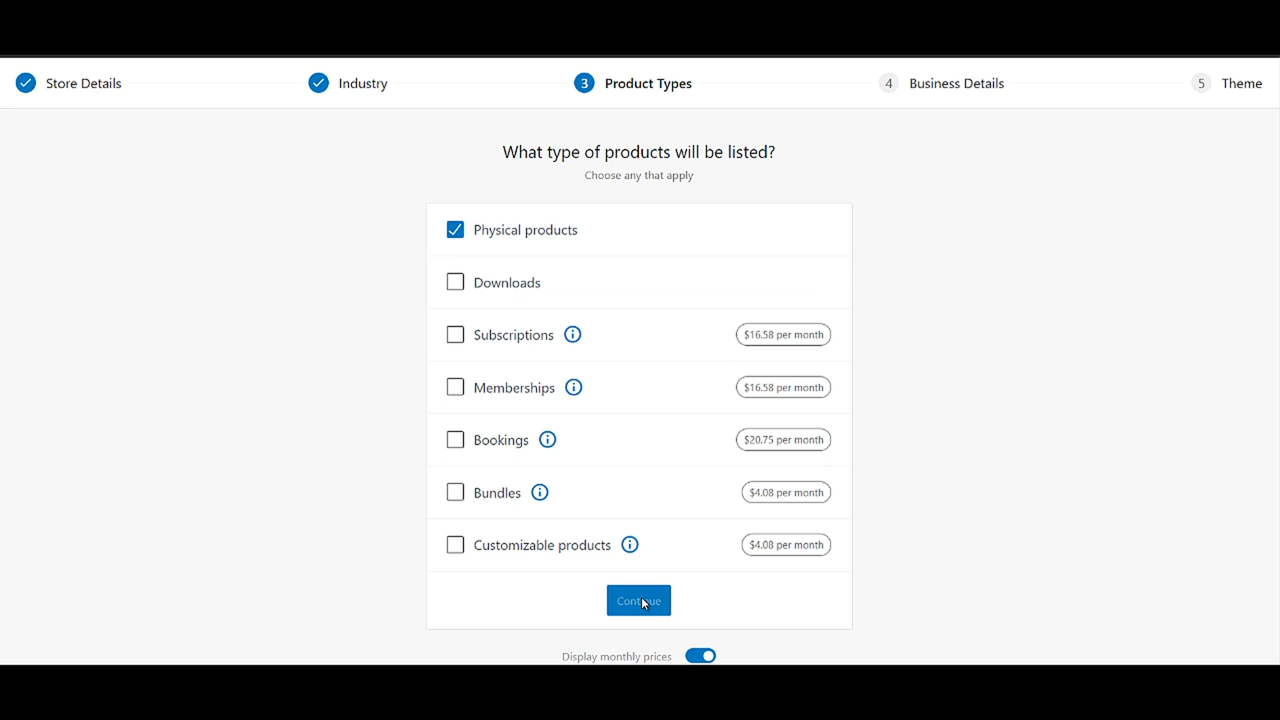 Store Details
Industry
3 Product Types
4 Business Details
5 Theme
What type of products will be listed?
Choose any that apply
Physical products
Downloads
Subscriptions $16.58 per month
Memberships $16.58 per month
Bookings $20.75 per month
Bundles $4.08 per month
Customizable products $4.08 per month
Continue
Display monthly prices